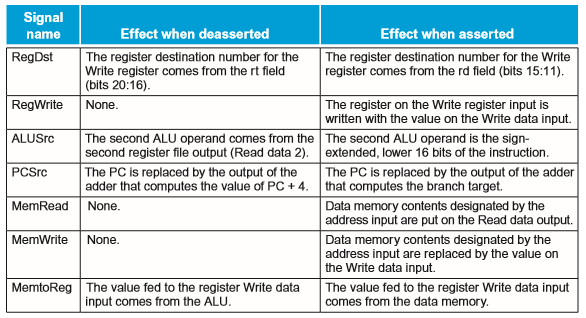 Signal
name
Effect when deasserted
Effect when asserted
RegDst
The register destination number for the
Write register comes from the rt field
(bits 20:16).
The register destination number for the Write
register comes from the rd field (bits 15:11).
RegWrite
None.
The register on the Write register input is
written with the value on the Write data input.
ALUSrc
The second ALU operand comes from the
second register file output (Read data 2).
The second ALU operand is the sign-
extended, lower 16 bits of the instruction.
PCSrc
The PC is replaced by the output of the
adder that computes the value of PC + 4.
The PC is replaced by the output of the adder
that computes the branch target.
MemRead
None.
Data memory contents designated by the
address input are put on the Read data output.
MemWrite
None.
Data memory contents designated by the
address input are replaced by the value on
the Write data input.
MemtoReg
The value fed to the register Write data
input comes from the ALU.
The value fed to the register Write data input
comes from the data memory.